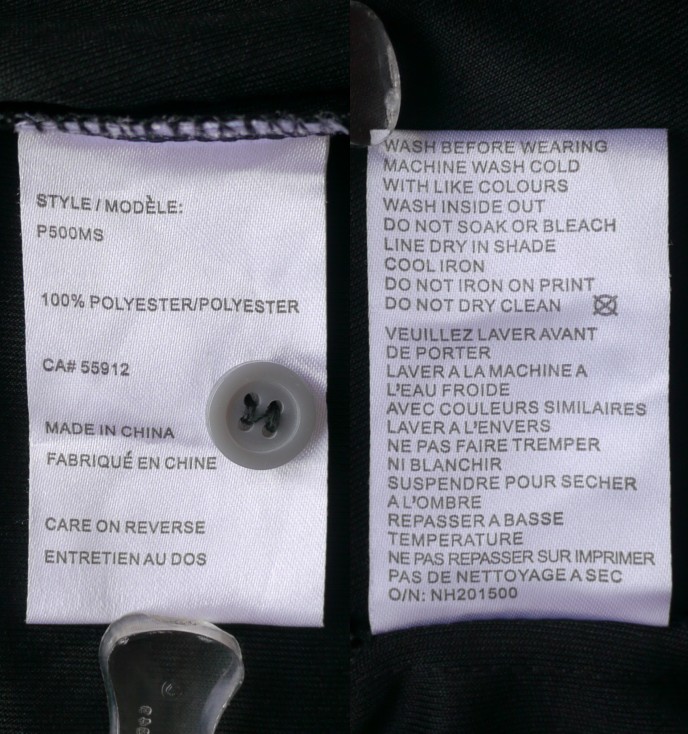 STYLE / MODÈLE:
P500MS
100% POLYESTER/POLYESTER
CA# 55912
MADE IN CHINA
FABRIQUÉ EN CHINE
CARE ON REVERSE
ENTRETIEN AU DOS
WASH BEFORE WEARING
MACHINE WASH COLD
WITH LIKE COLOURS
WASH INSIDE OUT
DO NOT SOAK OR BLEACH
LINE DRY IN SHADE
COOL IRON
DO NOT IRON ON PRINT
DO NOT DRY CLEAN
VEUILLEZ LAVER AVANT
DE PORTER
LAVER A LA MACHINE A
L'EAU FROIDE
AVEC COULEURS SIMILAIRES
LAVER A L'ENVERS
NE PAS FAIRE TREMPER
NI BLANCHIR
SUSPENDRE POUR SECHER
A L'OMBRE
REPASSER A BASSE
TEMPERATURE
NE PAS REPASSER SUR IMPRIMER
PAS DE NETTOYAGE A SEC
O/N: NH201500